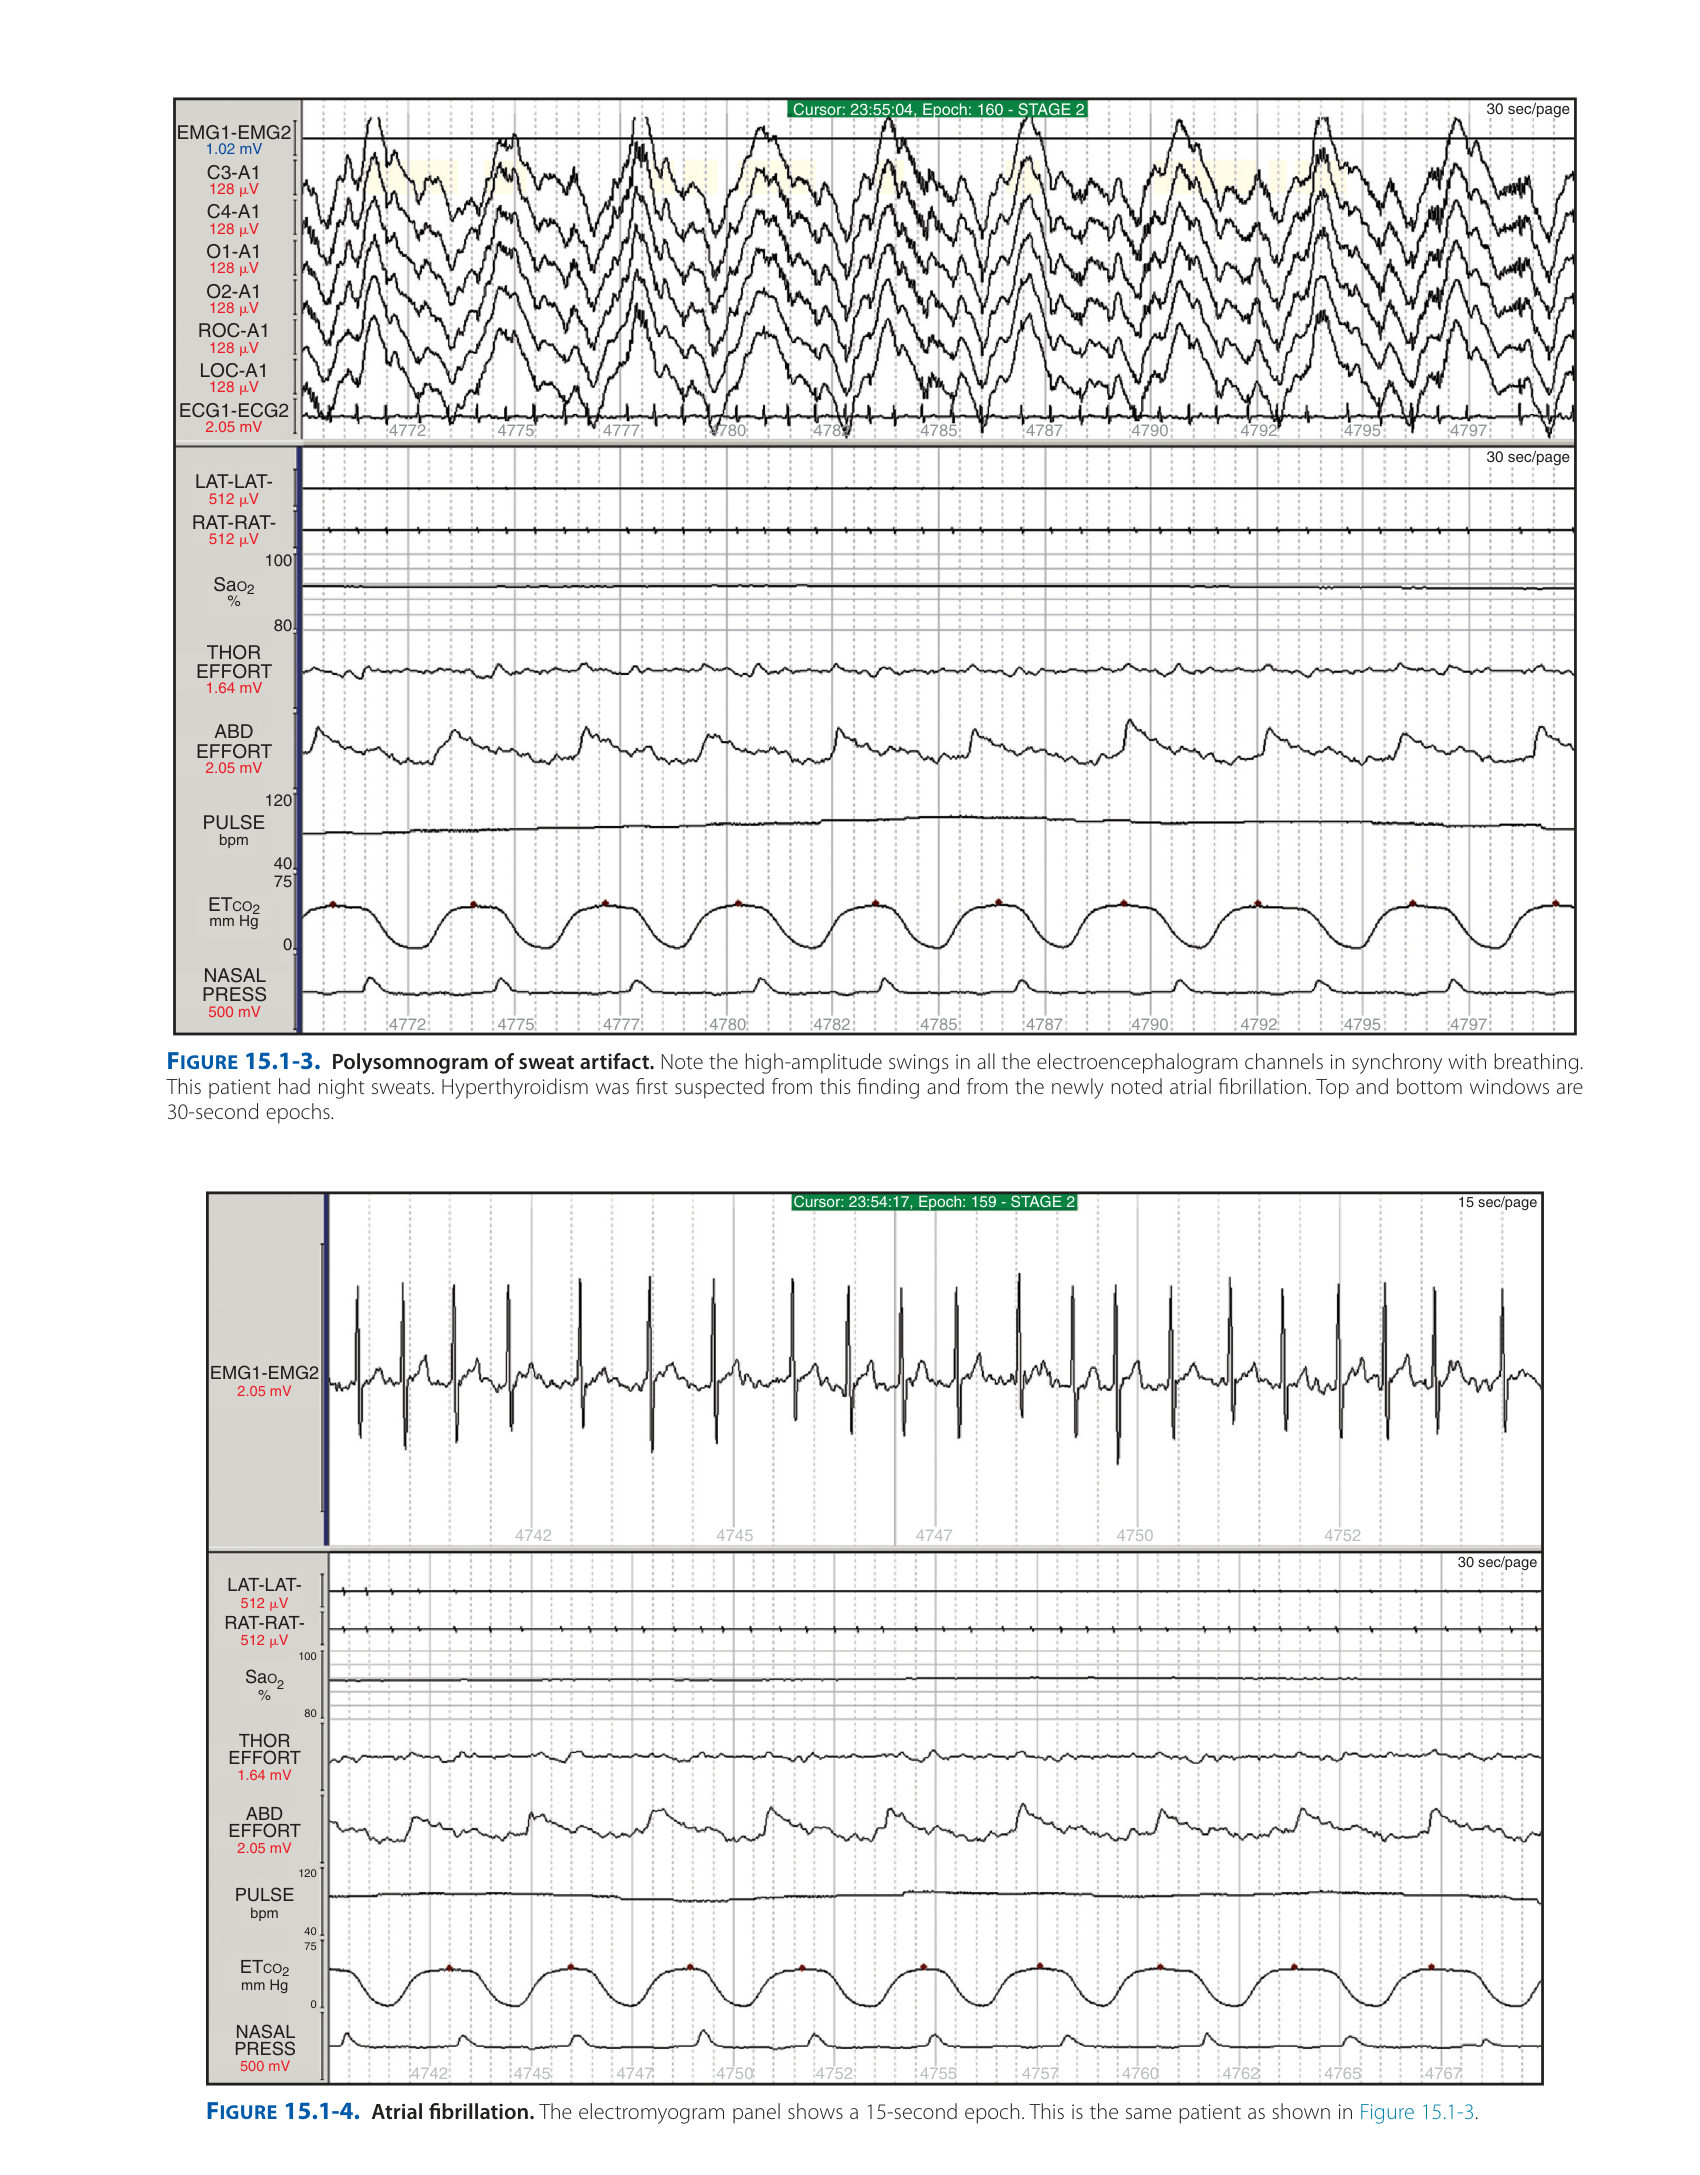 Cursor: 23:55:04, Epoch: 160 - STAGE 2
30 sec/page
EMG1-EMG2
1.02 mV
C3-A1
128 µV
C4-A1
128 µV
O1-A1
128 µV
O2-A1
128 µV
ROC-A1
128 µV
LOC-A1
128 µV
ECG1-ECG2
2.05 mV
4772 4775 4777 4780 4782 4785 4787 4790 4792 4795 4797
30 sec/page
LAT-LAT-
512 µV
RAT-RAT-
512 µV
100
SaO2
%
80
THOR
EFFORT
1.64 mV
ABD
EFFORT
2.05 mV
120
PULSE
bpm
40
75
ETCO2
mm Hg
0
NASAL
PRESS
500 mV
4772 4775 4777 4780 4782 4785 4787 4790 4792 4795 4797
FIGURE 15.1-3. Polysomnogram of sweat artifact. Note the high-amplitude swings in all the electroencephalogram channels in synchrony with breathing.
This patient had night sweats. Hyperthyroidism was first suspected from this finding and from the newly noted atrial fibrillation. Top and bottom windows are
30-second epochs.
Cursor: 23:54:17, Epoch: 159 - STAGE 2
15 sec/page
EMG1-EMG2
2.05 mV
4742 4745 4747 4750 4752
30 sec/page
LAT-LAT-
512 µV
RAT-RAT-
512 µV
100
SaO2
%
80
THOR
EFFORT
1.64 mV
ABD
EFFORT
2.05 mV
120
PULSE
bpm
40
75
ETCO2
mm Hg
0
NASAL
PRESS
500 mV
4742 4745 4747 4750 4752 4755 4757 4760 4762 4765 4767
FIGURE 15.1-4. Atrial fibrillation. The electromyogram panel shows a 15-second epoch. This is the same patient as shown in Figure 15.1-3.